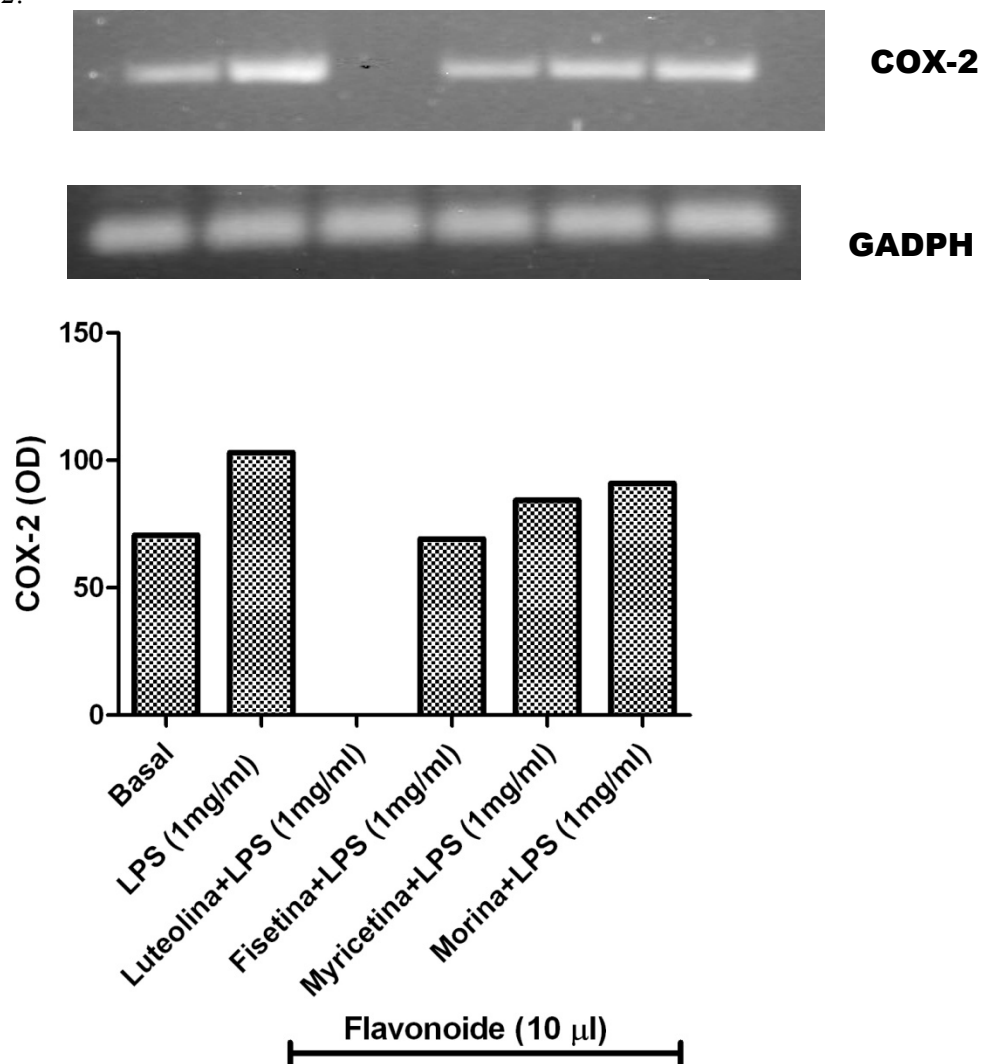 2.
COX-2
GADPH
150
100
50
0
COX-2 (OD)
Basal
LPS (1mg/ml)
Luteolina+LPS (1mg/ml)
Fisetina+LPS (1mg/ml)
Myricetina+LPS (1mg/ml)
Morina+LPS (1mg/ml)
Flavonoide (10 µl)